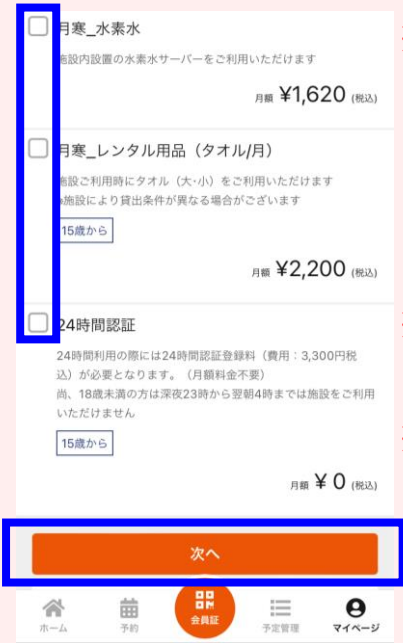 月寒_水素水
施設内設置の水素水サーバーをご利用いただけます
月額 ¥1,620 (税込)
月寒_レンタル用品（タオル/月）
施設ご利用時にタオル（大・小）をご利用いただけます
※施設により貸出条件が異なる場合がございます
15歳から
月額 ¥2,200 (税込)
24時間認証
24時間利用の際には24時間認証登録料（費用：3,300円税
込）が必要となります。（月額料金不要）
尚、18歳未満の方は深夜23時から翌朝4時までは施設をご利用
いただけません
15歳から
月額 ¥ 0 (税込)
次へ
ホーム
予約
会員証
予定管理
マイページ